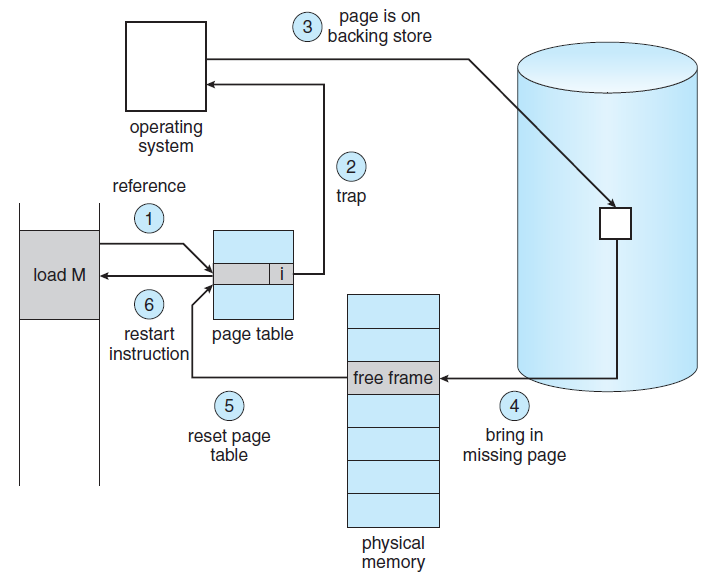 3
page is on
backing store
operating
system
2
trap
reference
1
load M
i
6
restart
instruction
page table
free frame
5
reset page
table
4
bring in
missing page
physical
memory